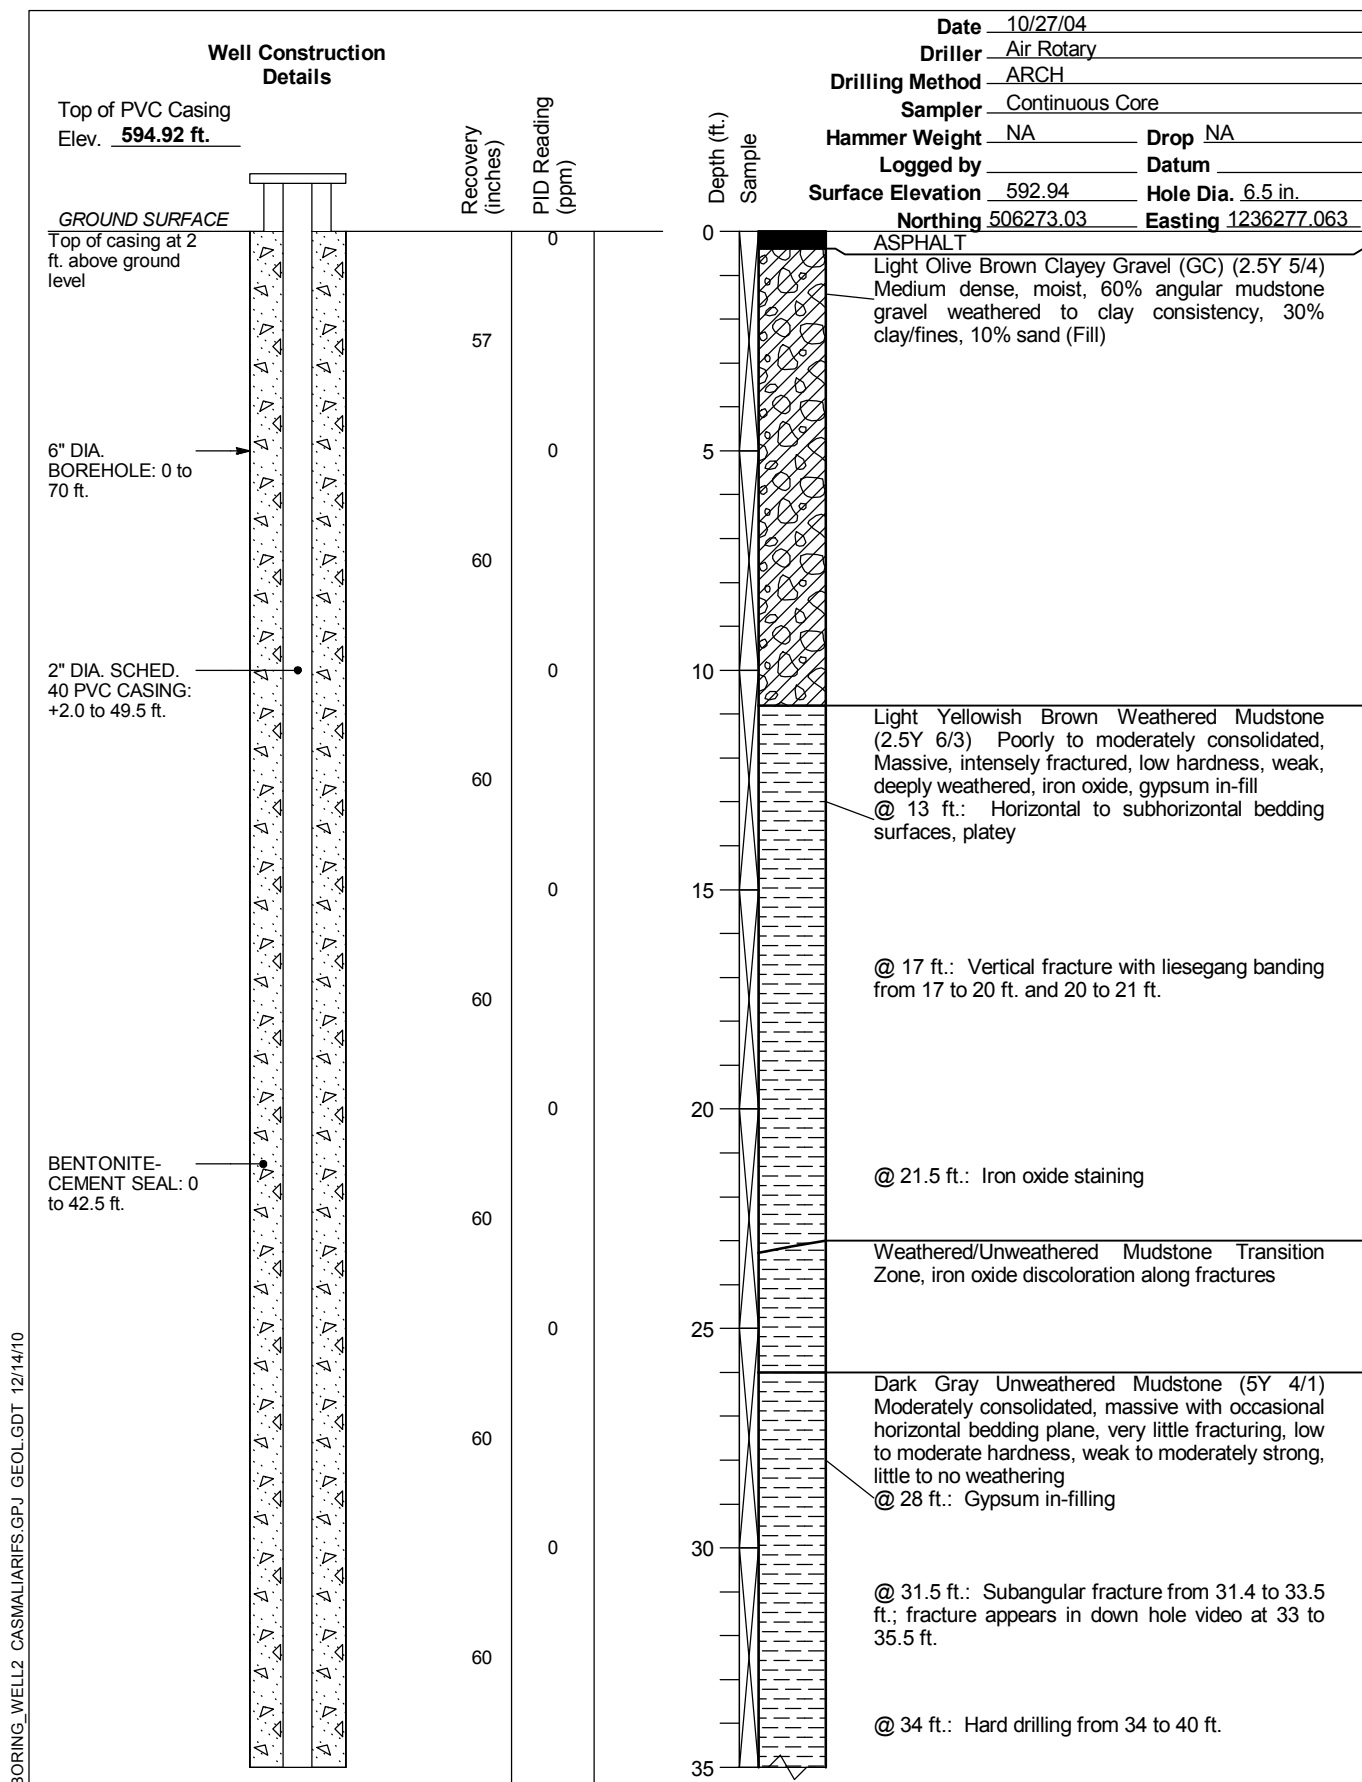 Well Construction
Details
Top of PVC Casing
Elev. 594.92 ft.
Date 10/27/04
Driller Air Rotary
Drilling Method ARCH
Sampler Continuous Core
Hammer Weight NA Drop NA
Logged by Datum
Surface Elevation 592.94 Hole Dia. 6.5 in.
Northing 506273.03 Easting 1236277.063
Recovery
(inches)
PID Reading
(ppm)
Depth (ft.)
Sample
GROUND SURFACE
Top of casing at 2
ft. above ground
level
6" DIA.
BOREHOLE: 0 to
70 ft.
2" DIA. SCHED.
40 PVC CASING:
+2.0 to 49.5 ft.
BENTONITE-
CEMENT SEAL: 0
to 42.5 ft.
57
60
60
60
60
60
60
0
0
0
0
0
0
0
0
5
10
15
20
25
30
35
ASPHALT
Light Olive Brown Clayey Gravel (GC) (2.5Y 5/4)
Medium dense, moist, 60% angular mudstone
gravel weathered to clay consistency, 30%
clay/fines, 10% sand (Fill)
Light Yellowish Brown Weathered Mudstone
(2.5Y 6/3) Poorly to moderately consolidated,
Massive, intensely fractured, low hardness, weak,
deeply weathered, iron oxide, gypsum in-fill
@ 13 ft.: Horizontal to subhorizontal bedding
surfaces, platey
@ 17 ft.: Vertical fracture with liesegang banding
from 17 to 20 ft. and 20 to 21 ft.
@ 21.5 ft.: Iron oxide staining
Weathered/Unweathered Mudstone Transition
Zone, iron oxide discoloration along fractures
Dark Gray Unweathered Mudstone (5Y 4/1)
Moderately consolidated, massive with occasional
horizontal bedding plane, very little fracturing, low
to moderate hardness, weak to moderately strong,
little to no weathering
@ 28 ft.: Gypsum in-filling
@ 31.5 ft.: Subangular fracture from 31.4 to 33.5
ft.; fracture appears in down hole video at 33 to
35.5 ft.
@ 34 ft.: Hard drilling from 34 to 40 ft.
BORING_WELL2 CASMALIARIFS.GPJ GEOL.GDT 12/14/10